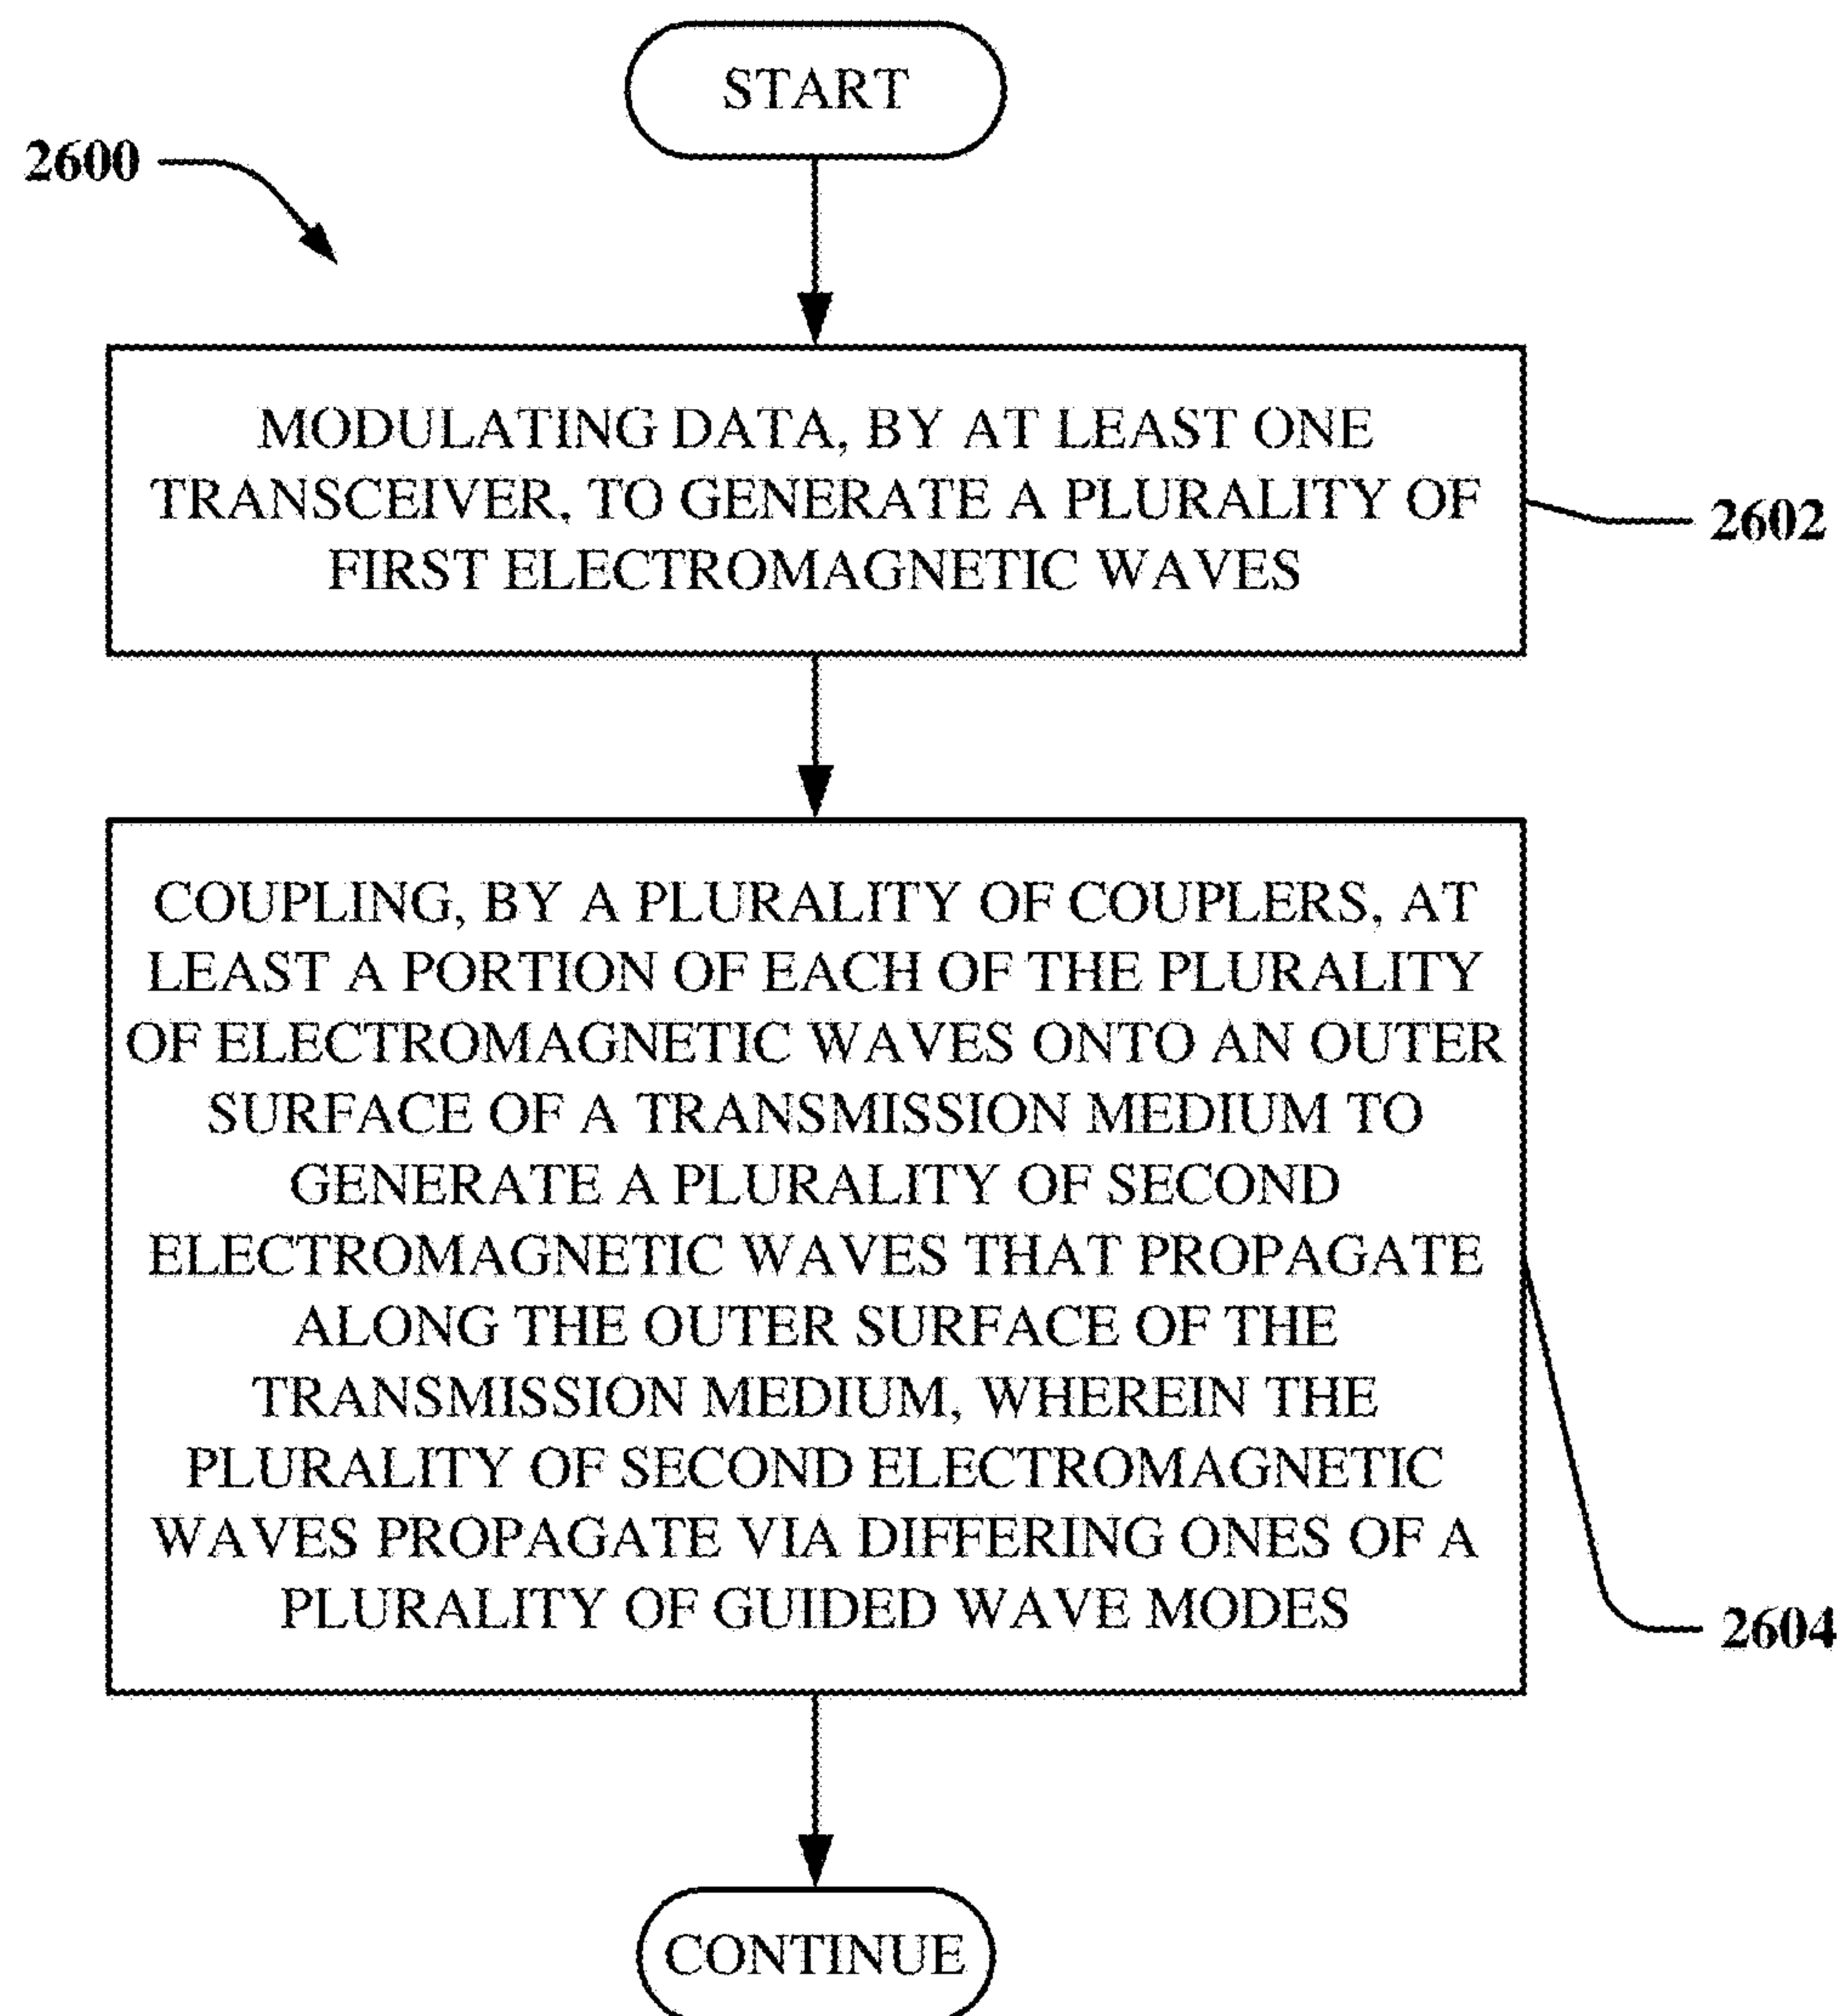 START
2600
MODULATING DATA, BY AT LEAST ONE
TRANSCEIVER, TO GENERATE A PLURALITY OF
FIRST ELECTROMAGNETIC WAVES
2602
COUPLING, BY A PLURALITY OF COUPLERS, AT
LEAST A PORTION OF EACH OF THE PLURALITY
OF ELECTROMAGNETIC WAVES ONTO AN OUTER
SURFACE OF A TRANSMISSION MEDIUM TO
GENERATE A PLURALITY OF SECOND
ELECTROMAGNETIC WAVES THAT PROPAGATE
ALONG THE OUTER SURFACE OF THE
TRANSMISSION MEDIUM, WHEREIN THE
PLURALITY OF SECOND ELECTROMAGNETIC
WAVES PROPAGATE VIA DIFFERING ONES OF A
PLURALITY OF GUIDED WAVE MODES
2604
CONTINUE